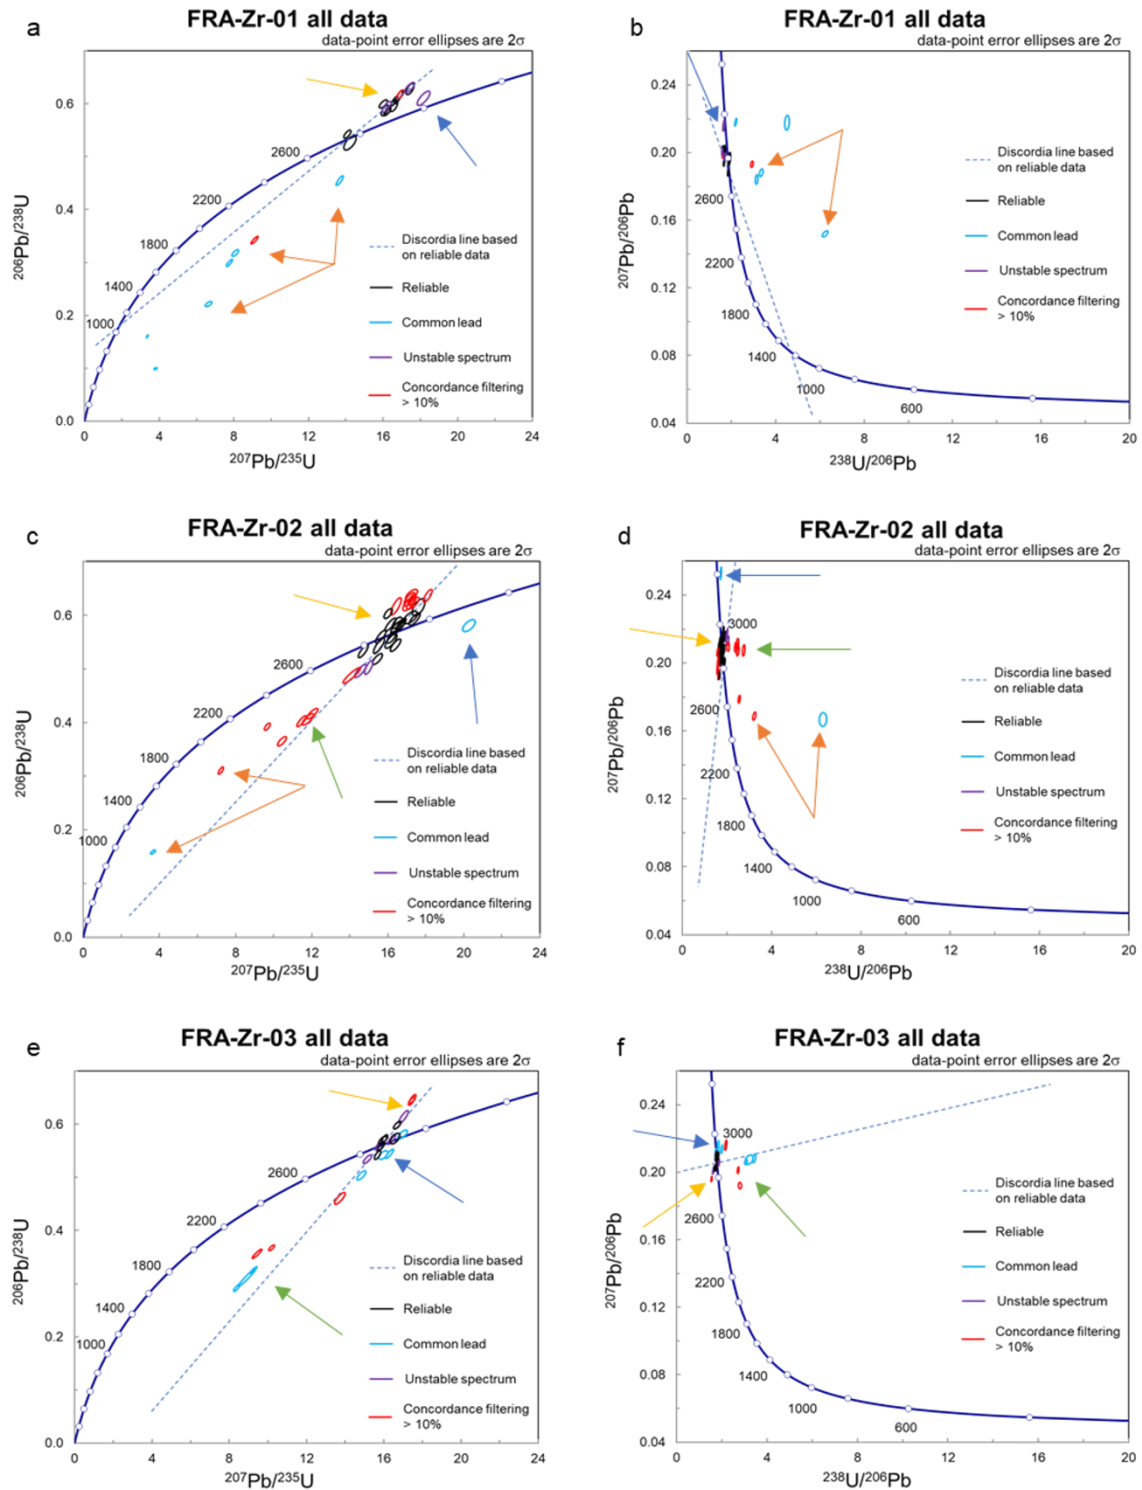 a
FRA-Zr-01 all data
data-point error ellipses are 2σ
0.6
0.4
0.2
0.0
206Pb/238U
2600
2200
1800
1400
1000
Discordia line based
on reliable data
Reliable
Common lead
Unstable spectrum
Concordance filtering
> 10%
0 4 8 12 16 20 24
207Pb/235U
b
FRA-Zr-01 all data
data-point error ellipses are 2σ
0.24
0.20
0.16
0.12
0.08
0.04
207Pb/206Pb
2600
2200
1800
1400
1000
600
Discordia line based
on reliable data
Reliable
Common lead
Unstable spectrum
Concordance filtering
> 10%
0 4 8 12 16 20
238U/206Pb
c
FRA-Zr-02 all data
data-point error ellipses are 2σ
0.6
0.4
0.2
0.0
206Pb/238U
2600
2200
1800
1400
1000
Discordia line based
on reliable data
Reliable
Common lead
Unstable spectrum
Concordance filtering
> 10%
0 4 8 12 16 20 24
207Pb/235U
d
FRA-Zr-02 all data
data-point error ellipses are 2σ
0.24
0.20
0.16
0.12
0.08
0.04
207Pb/206Pb
3000
2600
2200
1800
1400
1000
600
Discordia line based
on reliable data
Reliable
Common lead
Unstable spectrum
Concordance filtering
> 10%
0 4 8 12 16 20
238U/206Pb
e
FRA-Zr-03 all data
data-point error ellipses are 2σ
0.6
0.4
0.2
0.0
206Pb/238U
2600
2200
1800
1400
1000
Discordia line based
on reliable data
Reliable
Common lead
Unstable spectrum
Concordance filtering
> 10%
0 4 8 12 16 20 24
207Pb/235U
f
FRA-Zr-03 all data
data-point error ellipses are 2σ
0.24
0.20
0.16
0.12
0.08
0.04
207Pb/206Pb
3000
2600
2200
1800
1400
1000
600
Discordia line based
on reliable data
Reliable
Common lead
Unstable spectrum
Concordance filtering
> 10%
0 4 8 12 16 20
238U/206Pb